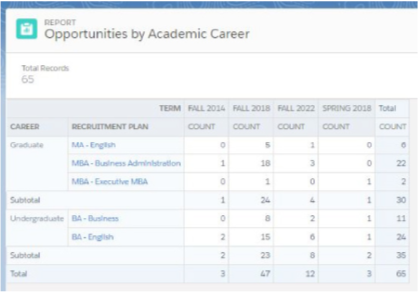 REPORT
Opportunities by Academic Career
Total Records
65
TERM FALL 2014 FALL 2018 FALL 2022 SPRING 2018 Total
CAREER RECRUITMENT PLAN COUNT COUNT COUNT COUNT COUNT
Graduate MA - English 0 5 1 0 6
MBA - Business Administration 1 18 3 0 22
MBA - Executive MBA 0 1 0 1 2
Subtotal 1 24 4 1 30
Undergraduate BA - Business 0 8 2 1 11
BA - English 2 15 6 1 24
Subtotal 2 23 8 2 35
Total 3 47 12 3 65